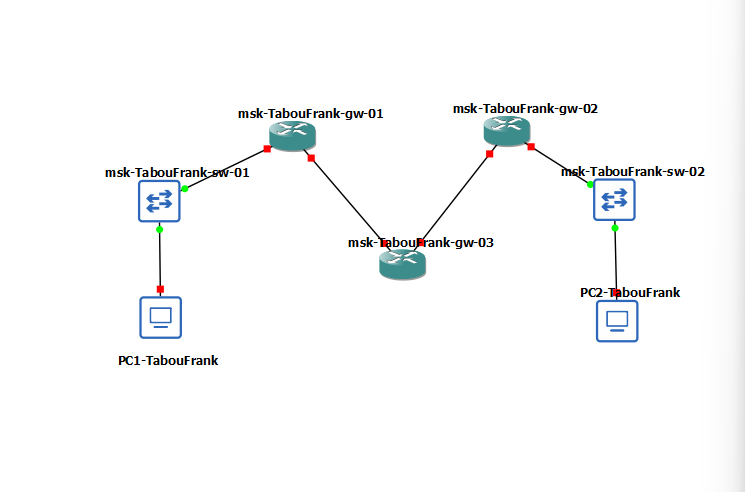 msk-TabouFrank-gw-01
msk-TabouFrank-gw-02
msk-TabouFrank-sw-01
msk-TabouFrank-sw-02
msk-TabouFrank-gw-03
PC2-TabouFrank
PC1-TabouFrank